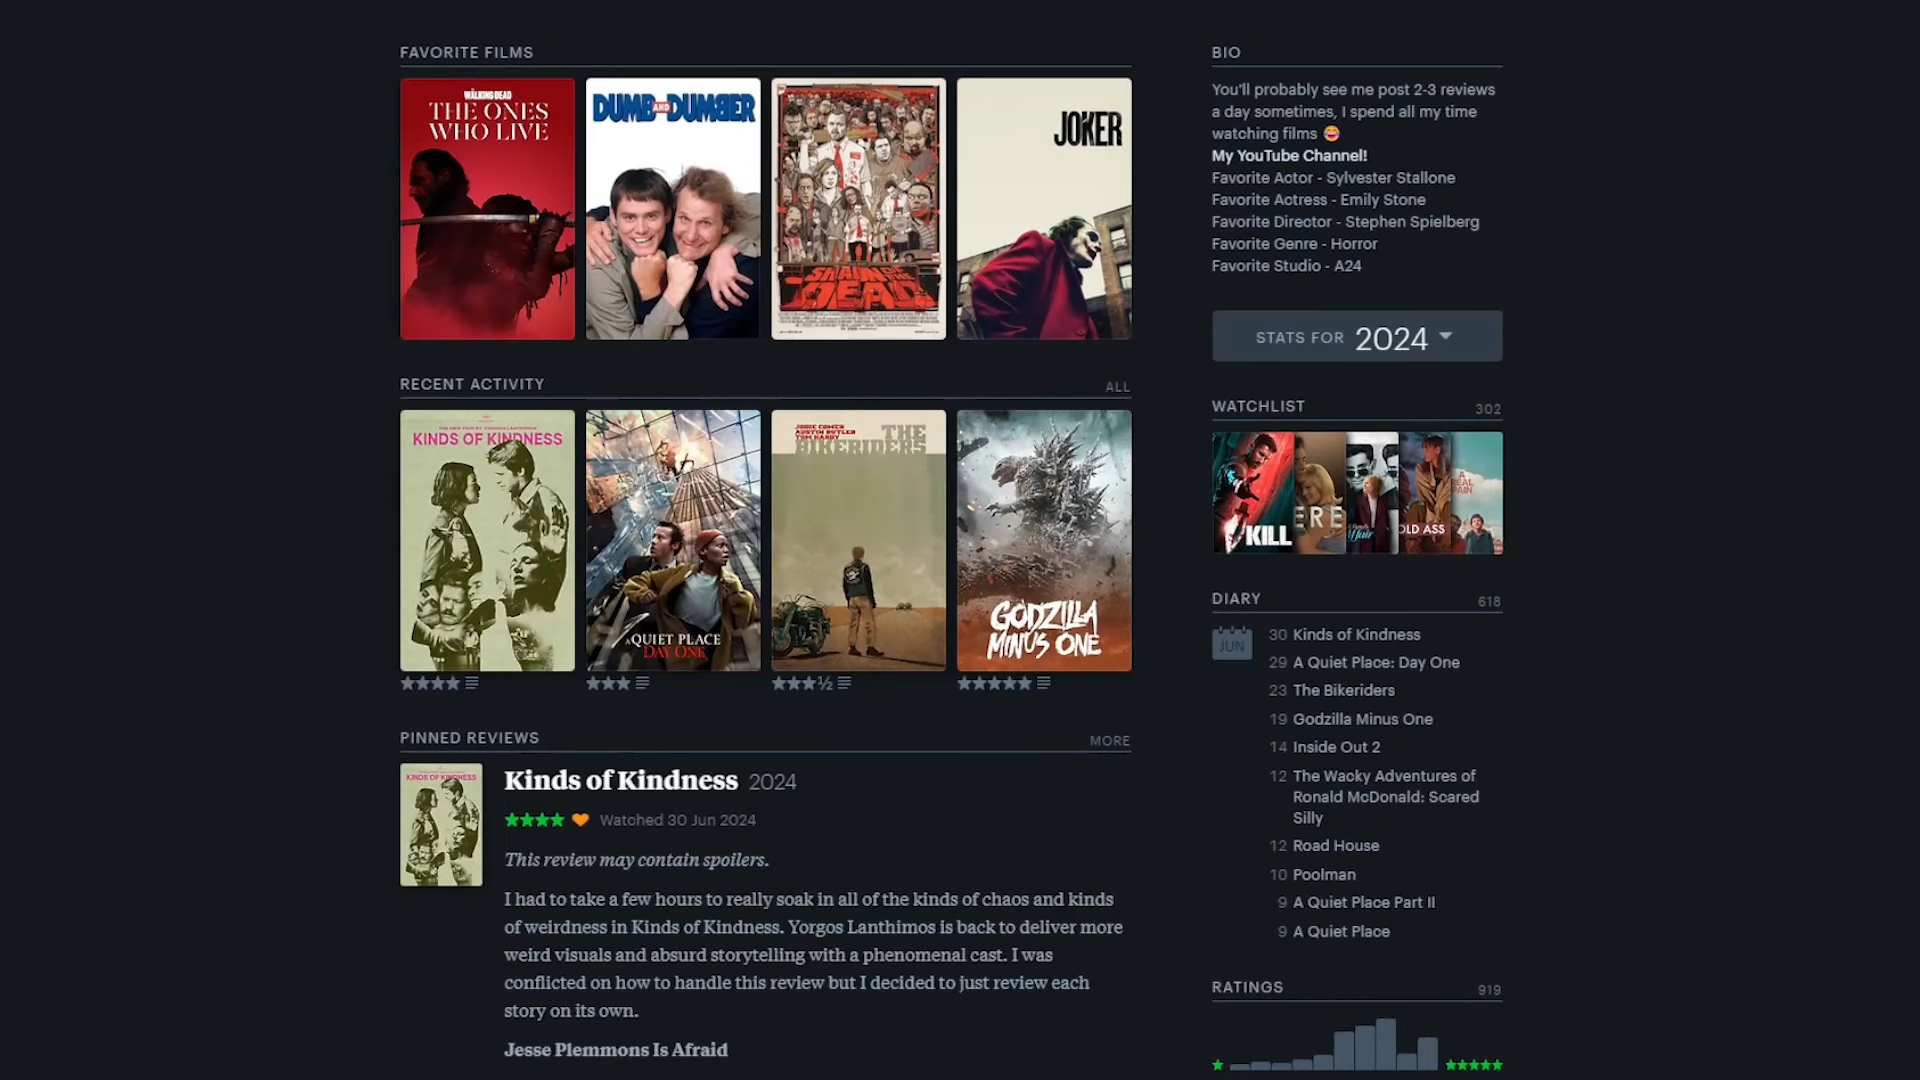 FAVORITE FILMS
THE WALKING DEAD
THE ONES
WHO LIVE
DUMB AND DUMBER
SHAUN OF THE
DEAD
JOKER
RECENT ACTIVITY
ALL
KINDS OF KINDNESS
A QUIET PLACE
DAY ONE
JODIE COMER
AUSTIN BUTLER
TOM HARDY
THE
BIKERIDERS
GODZILLA
MINUS ONE
½
PINNED REVIEWS
MORE
KINDS OF KINDNESS
Kinds of Kindness 2024
Watched 30 Jun 2024
This review may contain spoilers.
I had to take a few hours to really soak in all of the kinds of chaos and kinds
of weirdness in Kinds of Kindness. Yorgos Lanthimos is back to deliver more
weird visuals and absurd storytelling with a phenomenal cast. I was
conflicted on how to handle this review but I decided to just review each
story on its own.
Jesse Plemmons Is Afraid
BIO
You'll probably see me post 2-3 reviews
a day sometimes, I spend all my time
watching films 😂
My YouTube Channel!
Favorite Actor - Sylvester Stallone
Favorite Actress - Emily Stone
Favorite Director - Stephen Spielberg
Favorite Genre - Horror
Favorite Studio - A24
STATS FOR 2024
WATCHLIST
302
KILL
ERE
OLD ASS
A
REAL
PAIN
DIARY
618
JUN
30 Kinds of Kindness
29 A Quiet Place: Day One
23 The Bikeriders
19 Godzilla Minus One
14 Inside Out 2
12 The Wacky Adventures of
Ronald McDonald: Scared
Silly
12 Road House
10 Poolman
9 A Quiet Place Part II
9 A Quiet Place
RATINGS
919